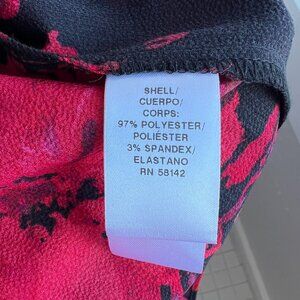 SHELL/
CUERPO/
CORPS:
97% POLYESTER/
POLIÉSTER
3% SPANDEX/
ELASTANO
RN 58142